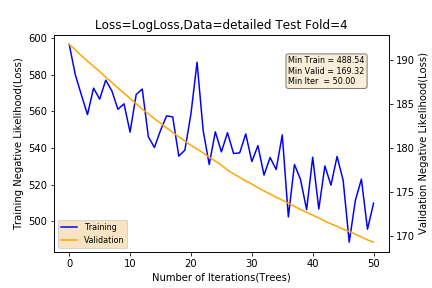 Loss=LogLoss,Data=detailed Test Fold=4
Training Negative Likelihood(Loss)
600
580
560
540
520
500
Min Train = 488.54
Min Valid = 169.32
Min Iter = 50.00
Training
Validation
190
185
180
175
170
Validation Negative Likelihood(Loss)
0
10
20
30
40
50
Number of Iterations(Trees)